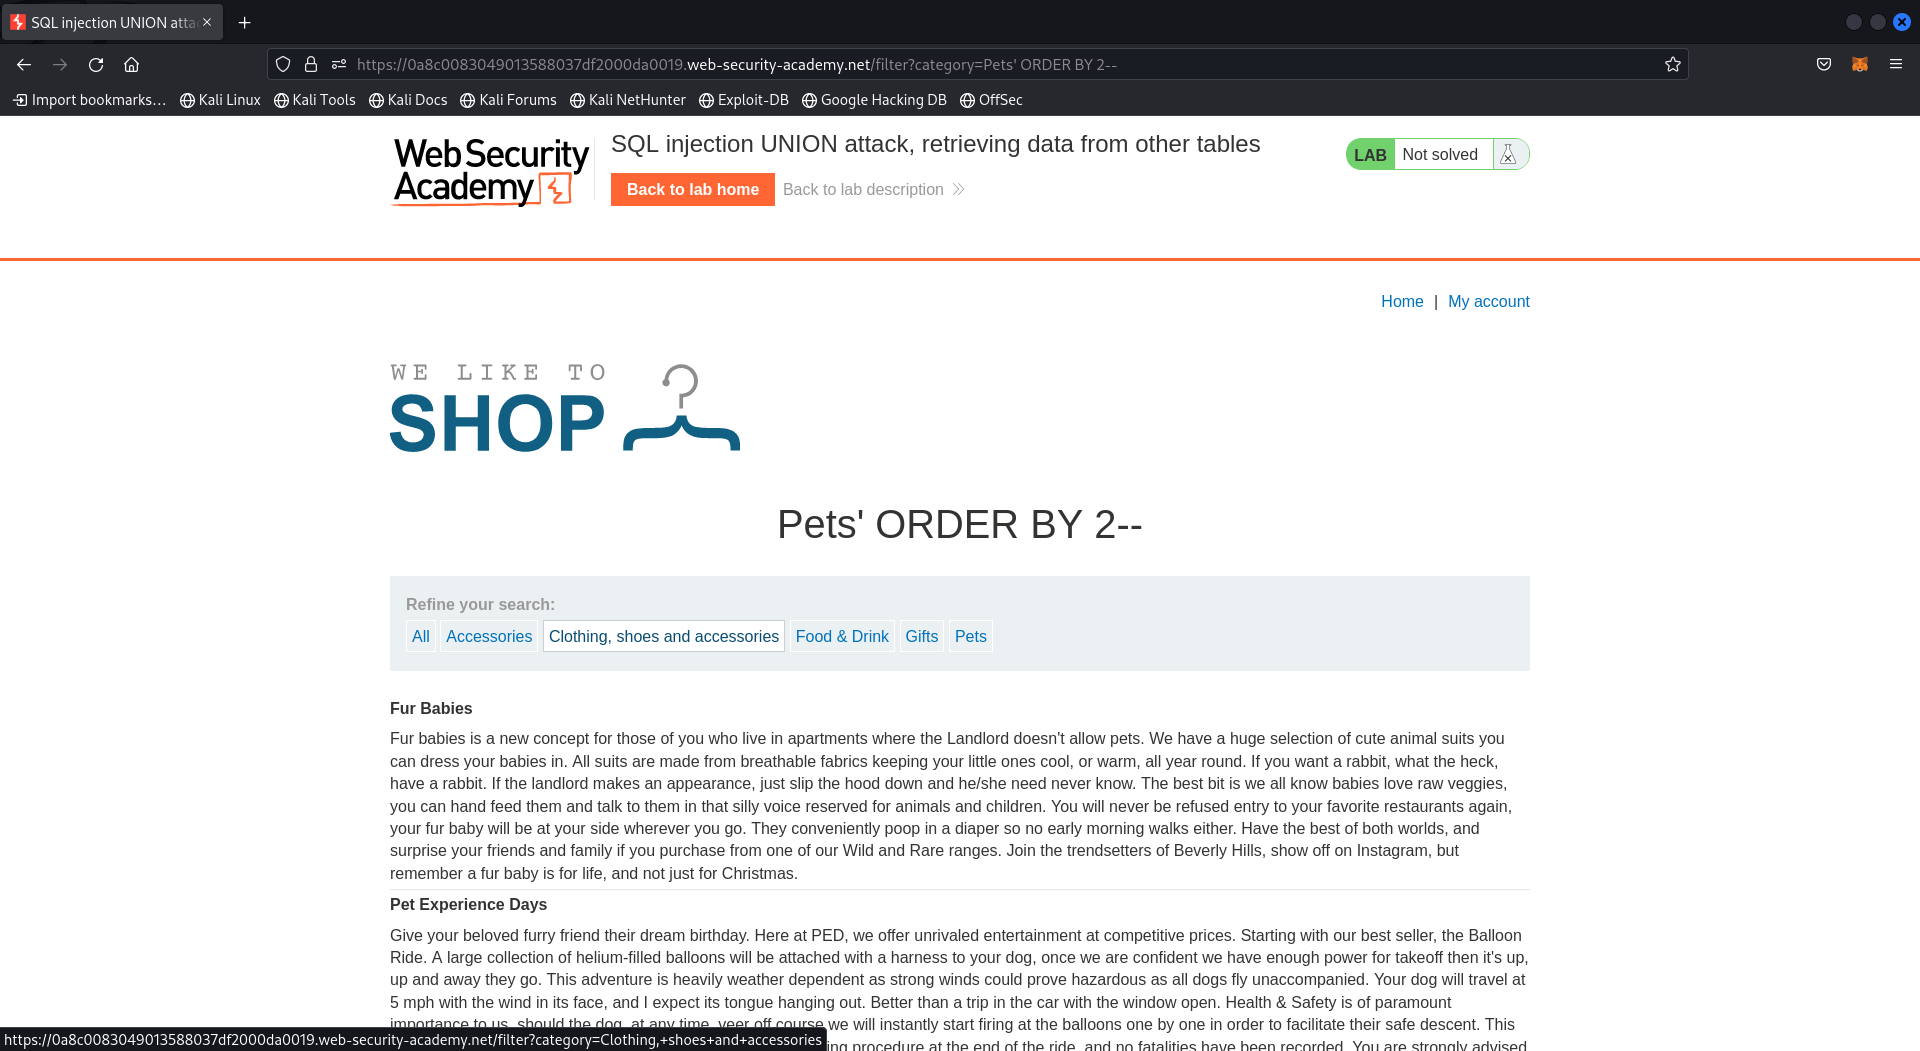 SQL injection UNION atta
https://0a8c0083049013588037df2000da0019.web-security-academy.net/filter?category=Pets' ORDER BY 2--
Import bookmarks... Kali Linux Kali Tools Kali Docs Kali Forums Kali NetHunter Exploit-DB Google Hacking DB OffSec
Web Security
Academy
SQL injection UNION attack, retrieving data from other tables
Back to lab home Back to lab description
LAB Not solved
Home | My account
WE LIKE TO
SHOP
Pets' ORDER BY 2--
Refine your search:
All Accessories Clothing, shoes and accessories Food & Drink Gifts Pets
Fur Babies
Fur babies is a new concept for those of you who live in apartments where the Landlord doesn't allow pets. We have a huge selection of cute animal suits you
can dress your babies in. All suits are made from breathable fabrics keeping your little ones cool, or warm, all year round. If you want a rabbit, what the heck,
have a rabbit. If the landlord makes an appearance, just slip the hood down and he/she need never know. The best bit is we all know babies love raw veggies,
you can hand feed them and talk to them in that silly voice reserved for animals and children. You will never be refused entry to your favorite restaurants again,
your fur baby will be at your side wherever you go. They conveniently poop in a diaper so no early morning walks either. Have the best of both worlds, and
surprise your friends and family if you purchase from one of our Wild and Rare ranges. Join the trendsetters of Beverly Hills, show off on Instagram, but
remember a fur baby is for life, and not just for Christmas.
Pet Experience Days
Give your beloved furry friend their dream birthday. Here at PED, we offer unrivaled entertainment at competitive prices. Starting with our best seller, the Balloon
Ride. A large collection of helium-filled balloons will be attached with a harness to your dog, once we are confident we have enough power for takeoff then it's up,
up and away they go. This adventure is heavily weather dependent as strong winds could prove hazardous as all dogs fly unaccompanied. Your dog will travel at
5 mph with the wind in its face, and I expect its tongue hanging out. Better than a trip in the car with the window open. Health & Safety is of paramount
importance to us, should the dog, at any time, veer off course we will instantly start firing at the balloons one by one in order to facilitate their safe descent. This
ing procedure at the end of the ride, and no fatalities have been recorded. You are strongly advised
https://0a8c0083049013588037df2000da0019.web-security-academy.net/filter?category=Clothing,+shoes+and+accessories